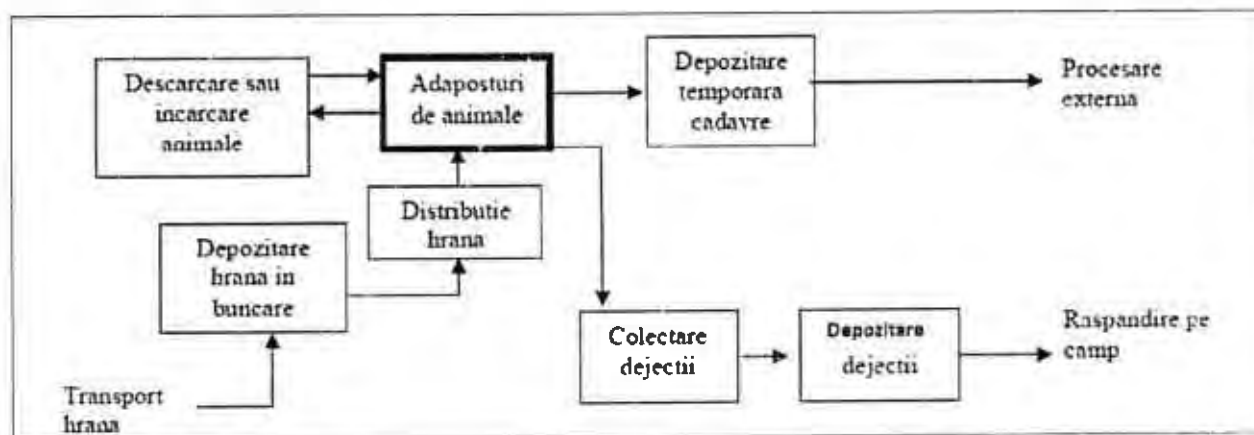 Descarcare sau
incarcare
animale
Adaposturi
de animale
Depozitare
temporara
cadavre
Procesare
externa
Distributie
hrana
Depozitare
hrana in
buncare
Transport
hrana
Colectare
dejectii
Depozitare
dejectii
Raspandire pe
camp